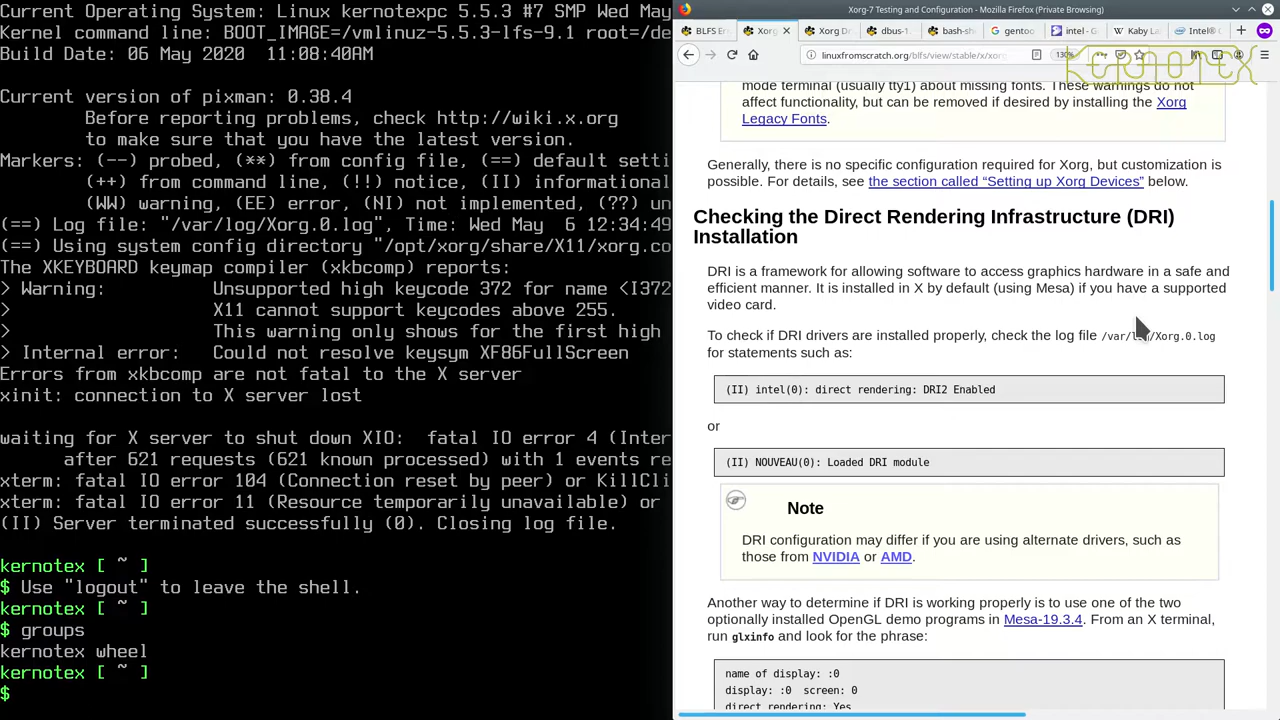 Current Operating System: Linux kernotexpc 5.5.3 #7 SMP Wed May
Kernel command line: BOOT_IMAGE=/vmlinuz-5.5.3-lfs-9.1 root=/de
Build Date: 06 May 2020  11:08:40AM
Current version of pixman: 0.38.4
Before reporting problems, check http://wiki.x.org
to make sure that you have the latest version.
Markers: (--) probed, (**) from config file, (==) default setti
(++) from command line, (!!) notice, (II) informational
(WW) warning, (EE) error, (NI) not implemented, (??) un
(==) Log file: "/var/log/Xorg.0.log", Time: Wed May  6 12:34:49
(==) Using system config directory "/opt/xorg/share/X11/xorg.co
The XKEYBOARD keymap compiler (xkbcomp) reports:
> Warning:          Unsupported high keycode 372 for name <I372
>                   X11 cannot support keycodes above 255.
>                   This warning only shows for the first high
> Internal error:   Could not resolve keysym XF86FullScreen
Errors from xkbcomp are not fatal to the X server
xinit: connection to X server lost
waiting for X server to shut down XIO:  fatal IO error 4 (Inter
after 621 requests (621 known processed) with 1 events re
xterm: fatal IO error 104 (Connection reset by peer) or KillCli
xterm: fatal IO error 11 (Resource temporarily unavailable) or
(II) Server terminated successfully (0). Closing log file.
kernotex [ ~ ]
$ Use "logout" to leave the shell.
kernotex [ ~ ]
$ groups
kernotex wheel
kernotex [ ~ ]
$
Xorg-7 Testing and Configuration - Mozilla Firefox (Private Browsing)
BLFS Er
Xorg-
Xorg Dr
dbus-1.
bash-she
gentoo
intel - G
Kaby La
Intel® G
linuxfromscratch.org/blfs/view/stable/x/xorg
130%
KERNOTEX
mode terminal (usually tty1) about missing fonts. These warnings do not
affect functionality, but can be removed if desired by installing the Xorg
Legacy Fonts.
Generally, there is no specific configuration required for Xorg, but customization is
possible. For details, see the section called “Setting up Xorg Devices” below.
Checking the Direct Rendering Infrastructure (DRI)
Installation
DRI is a framework for allowing software to access graphics hardware in a safe and
efficient manner. It is installed in X by default (using Mesa) if you have a supported
video card.
To check if DRI drivers are installed properly, check the log file /var/log/Xorg.0.log
for statements such as:
(II) intel(0): direct rendering: DRI2 Enabled
or
(II) NOUVEAU(0): Loaded DRI module
Note
DRI configuration may differ if you are using alternate drivers, such as
those from NVIDIA or AMD.
Another way to determine if DRI is working properly is to use one of the two
optionally installed OpenGL demo programs in Mesa-19.3.4. From an X terminal,
run glxinfo and look for the phrase:
name of display: :0
display: :0  screen: 0
direct rendering: Yes